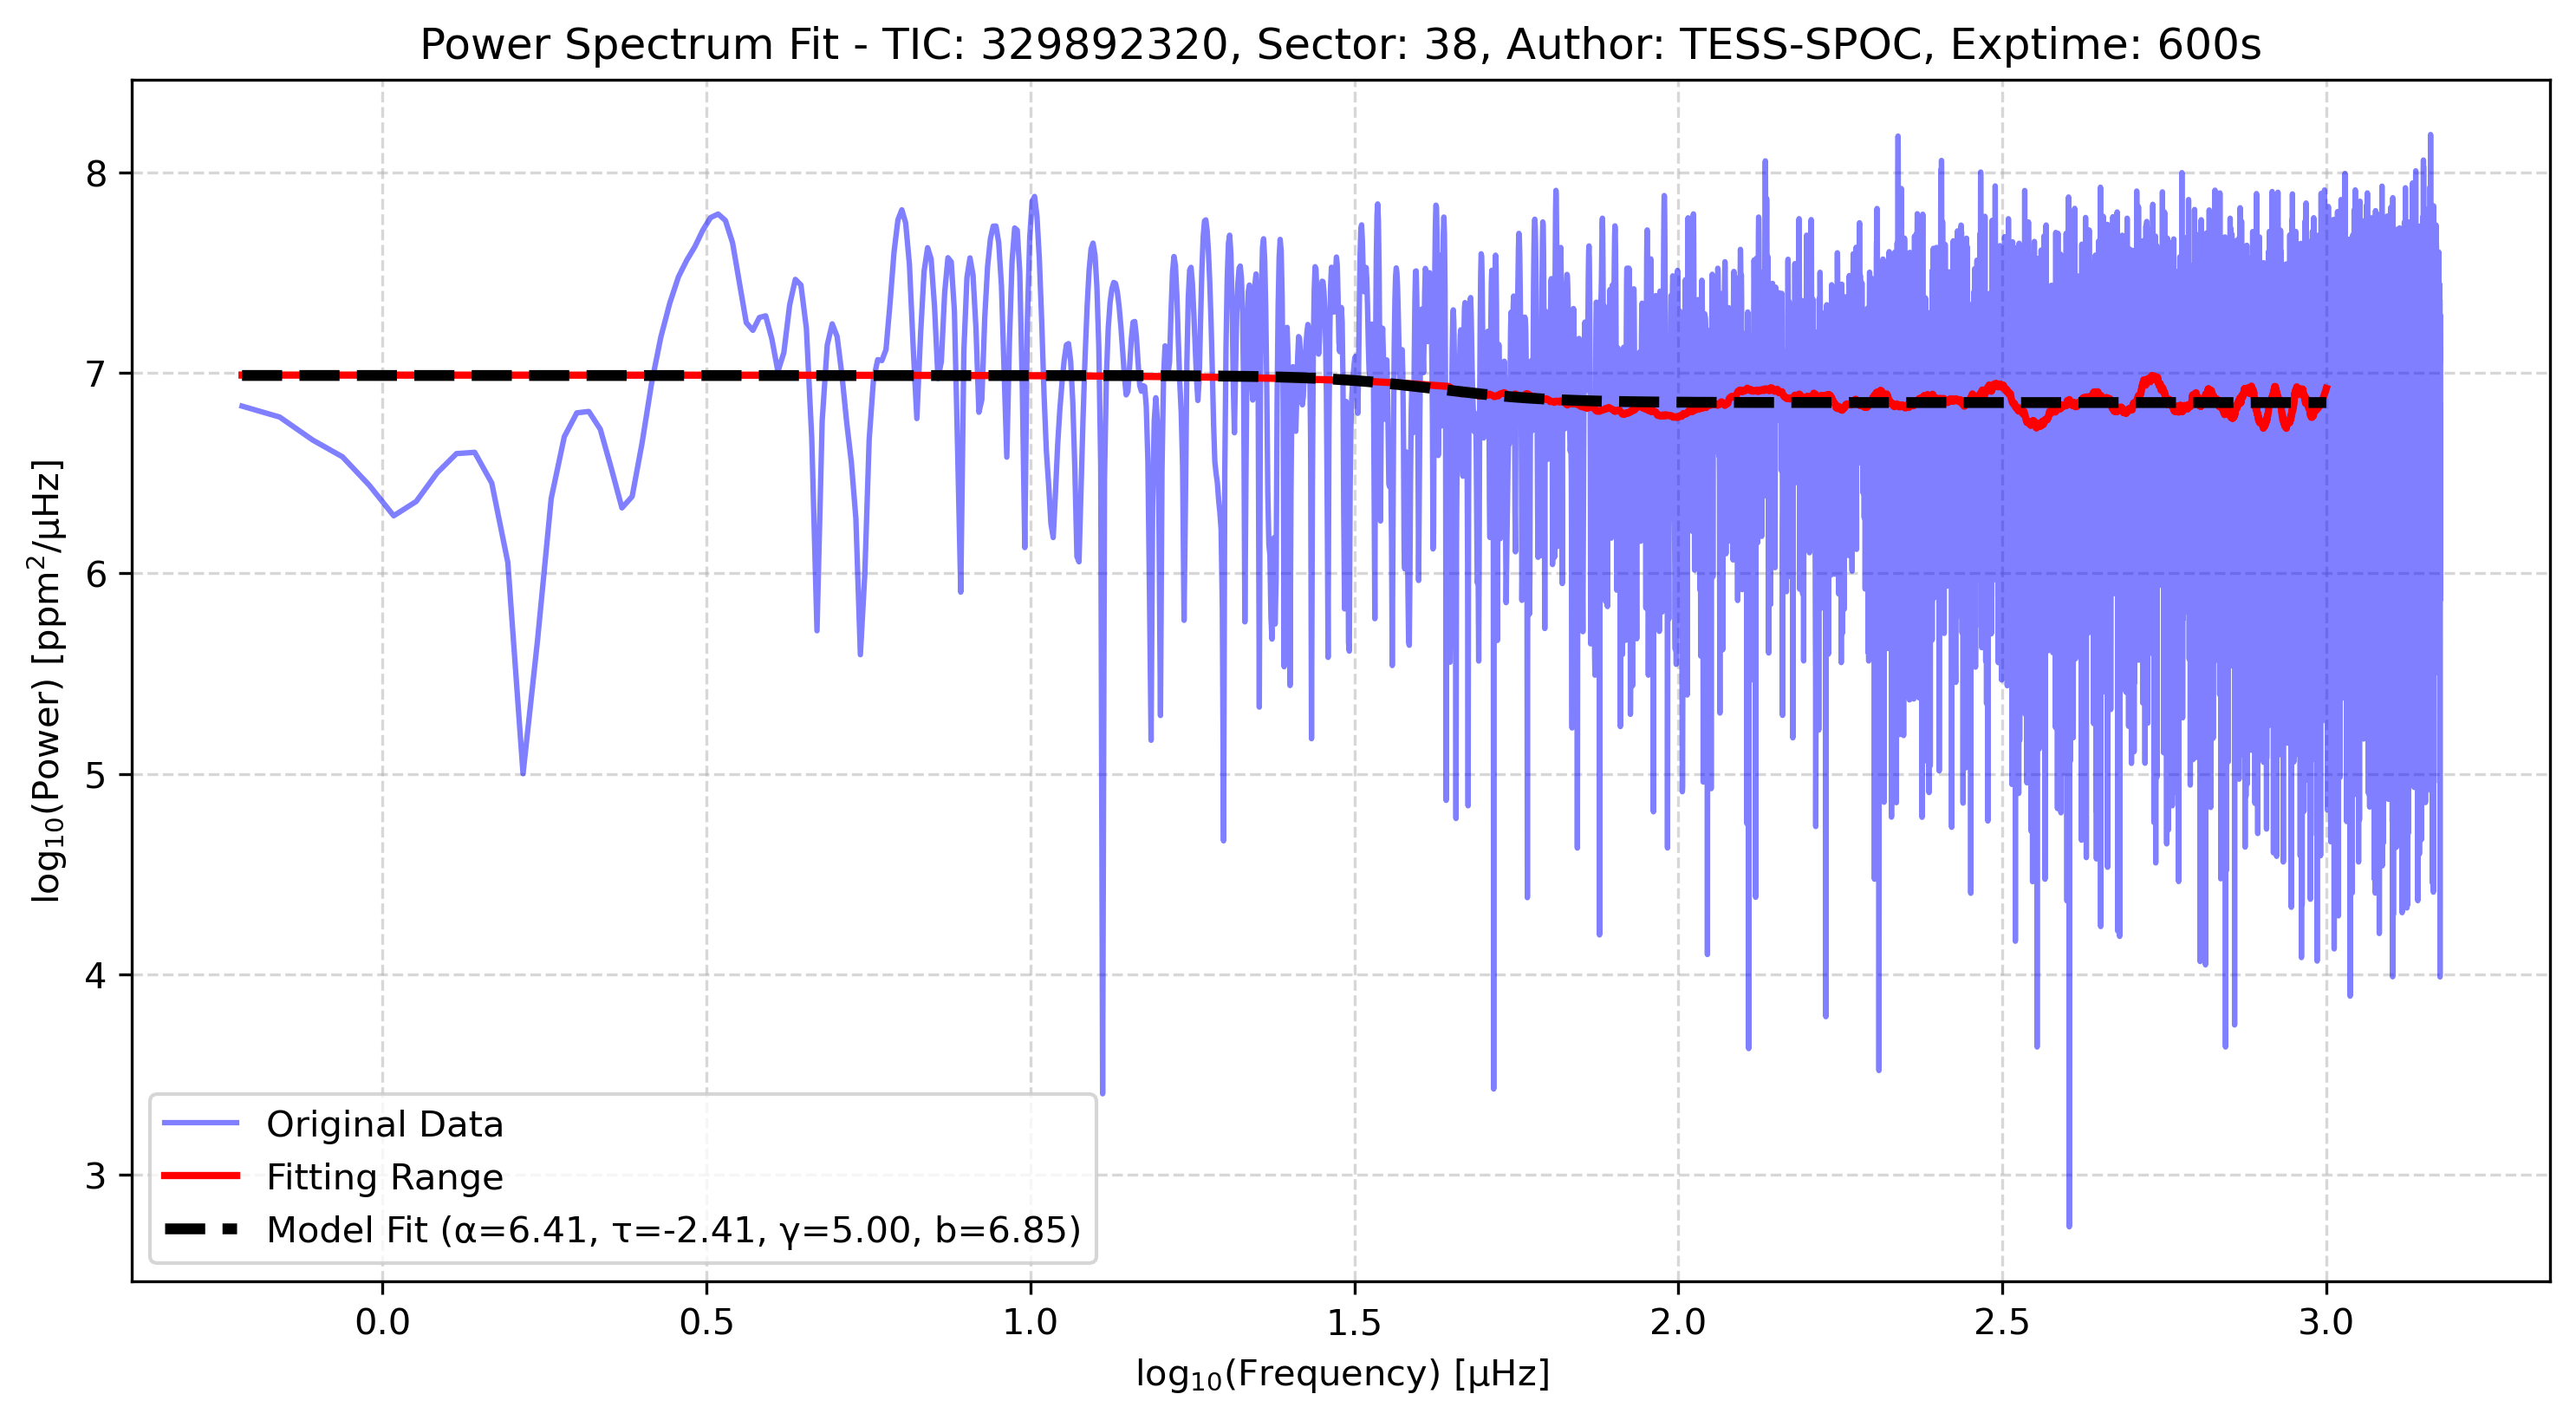 Power Spectrum Fit - TIC: 329892320, Sector: 38, Author: TESS-SPOC, Exptime: 600s
log₁₀(Power) [ppm²/μHz]
8
7
6
5
4
3
Original Data
Fitting Range
Model Fit (α=6.41, τ=-2.41, γ=5.00, b=6.85)
0.0 0.5 1.0 1.5 2.0 2.5 3.0
log₁₀(Frequency) [μHz]